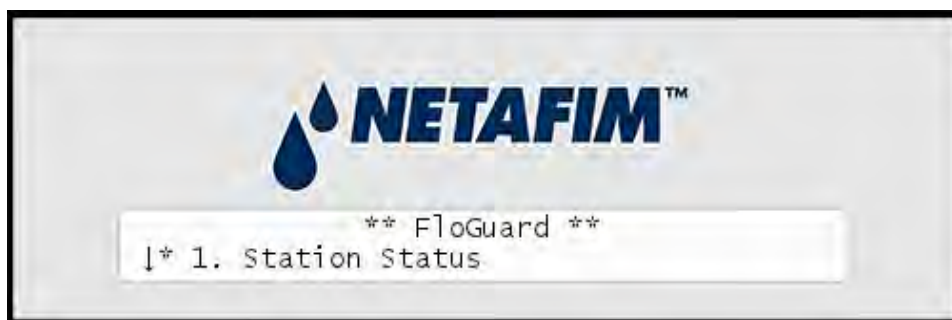 NETAFIM™
** FloGuard **
↓* 1. Station Status